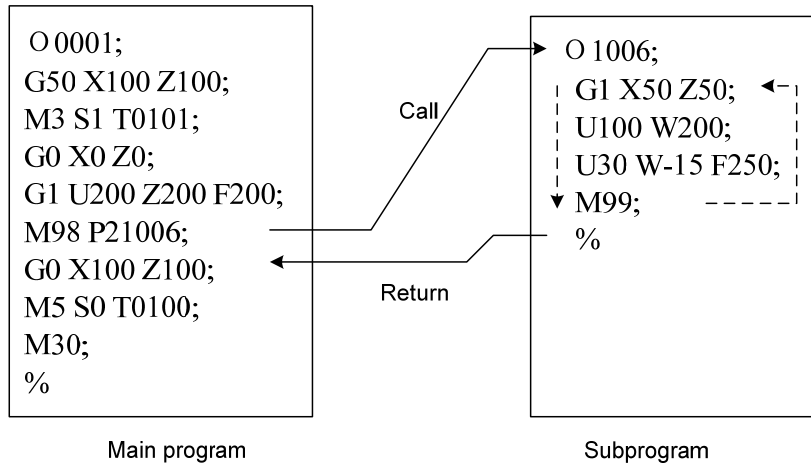 O 0001;
G50 X100 Z100;
M3 S1 T0101;
G0 X0 Z0;
G1 U200 Z200 F200;
M98 P21006;
G0 X100 Z100;
M5 S0 T0100;
M30;
%
Call
Return
O 1006;
G1 X50 Z50;
U100 W200;
U30 W-15 F250;
M99;
%
Main program
Subprogram